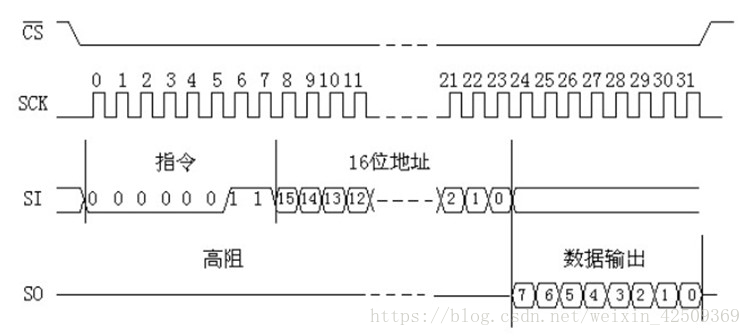 CS
0 1 2 3 4 5 6 7 8 9 10 11 21 22 23 24 25 26 27 28 29 30 31
SCK
指令 16位地址
SI 0 0 0 0 0 0 1 1 15 14 13 12 2 1 0
高阻 数据输出
SO 7 6 5 4 3 2 1 0
https://blog.csdn.net/weixin_42509369